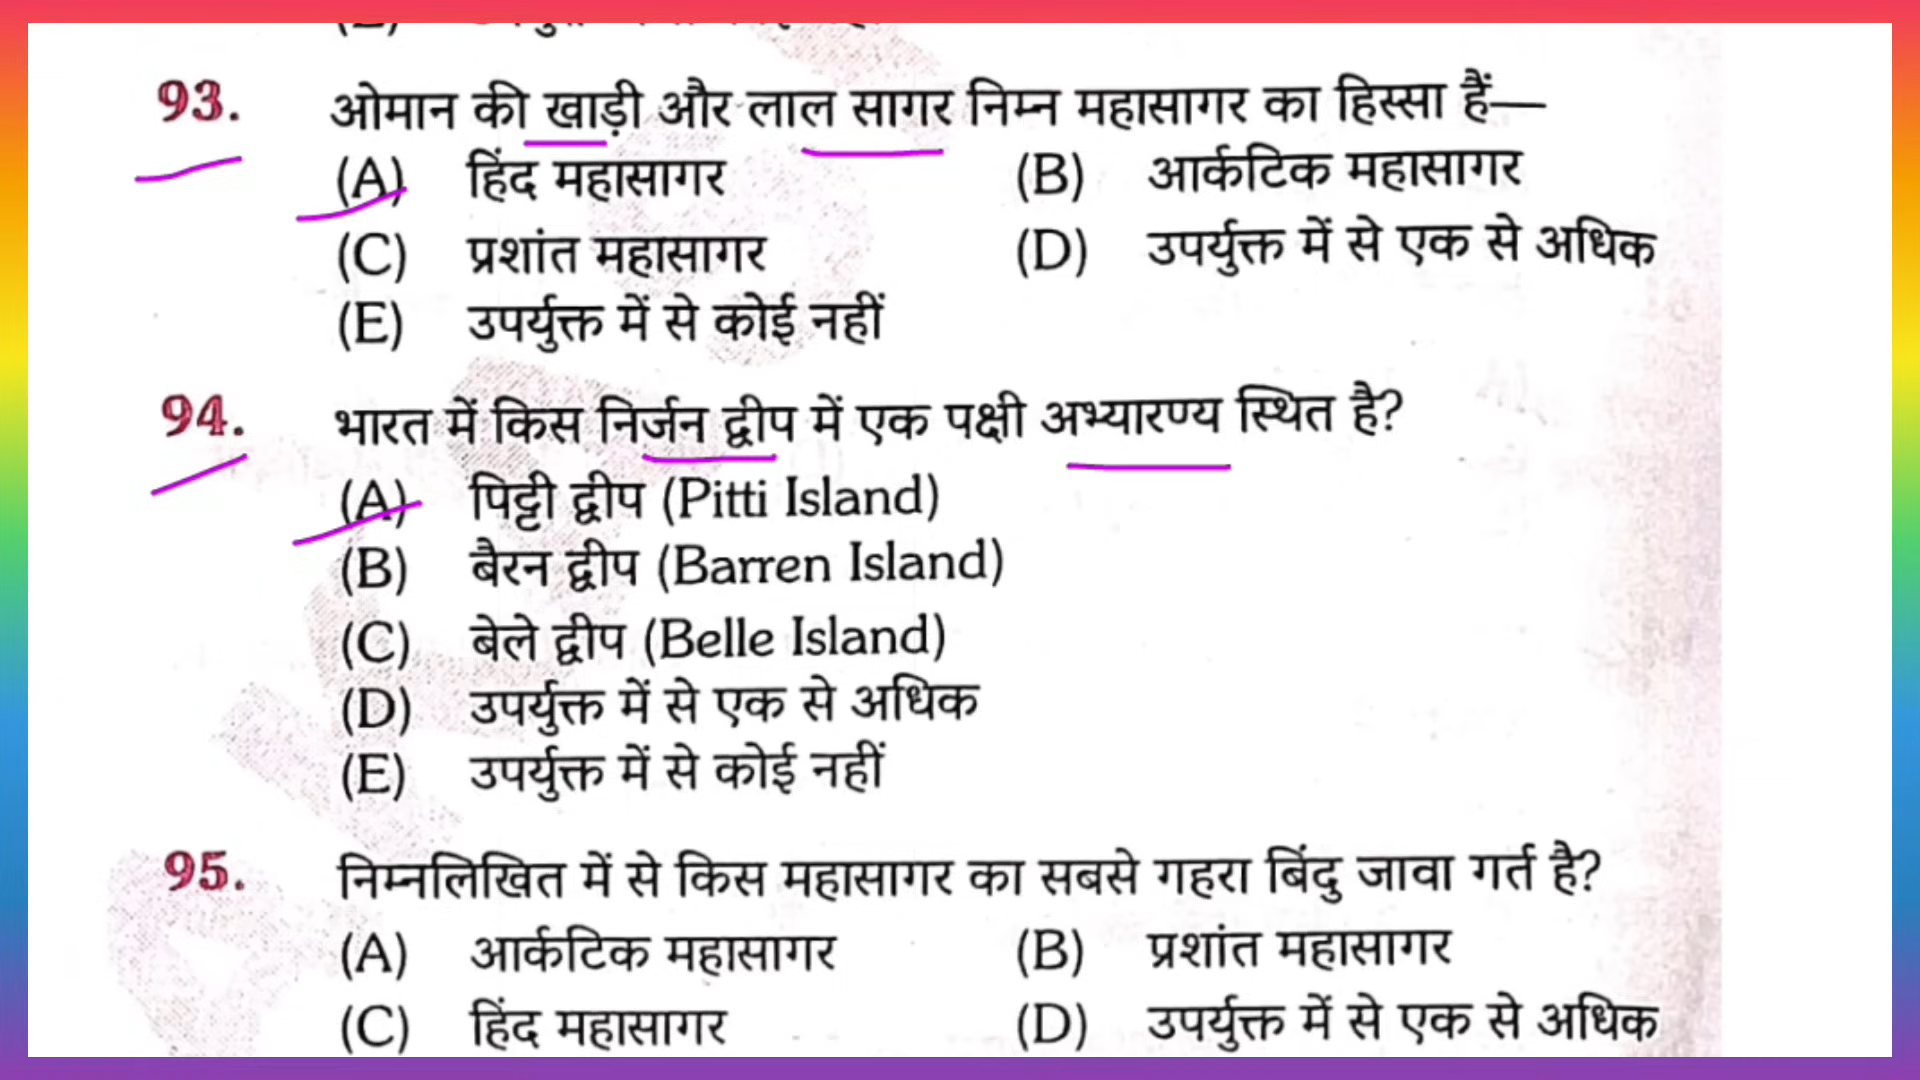 93. ओमान की खाड़ी और लाल सागर निम्न महासागर का हिस्सा हैं—
(A) हिंद महासागर (B) आर्कटिक महासागर
(C) प्रशांत महासागर (D) उपर्युक्त में से एक से अधिक
(E) उपर्युक्त में से कोई नहीं
94. भारत में किस निर्जन द्वीप में एक पक्षी अभ्यारण्य स्थित है?
(A) पिट्टी द्वीप (Pitti Island)
(B) बैरन द्वीप (Barren Island)
(C) बेले द्वीप (Belle Island)
(D) उपर्युक्त में से एक से अधिक
(E) उपर्युक्त में से कोई नहीं
95. निम्नलिखित में से किस महासागर का सबसे गहरा बिंदु जावा गर्त है?
(A) आर्कटिक महासागर (B) प्रशांत महासागर
(C) हिंद महासागर (D) उपर्युक्त में से एक से अधिक